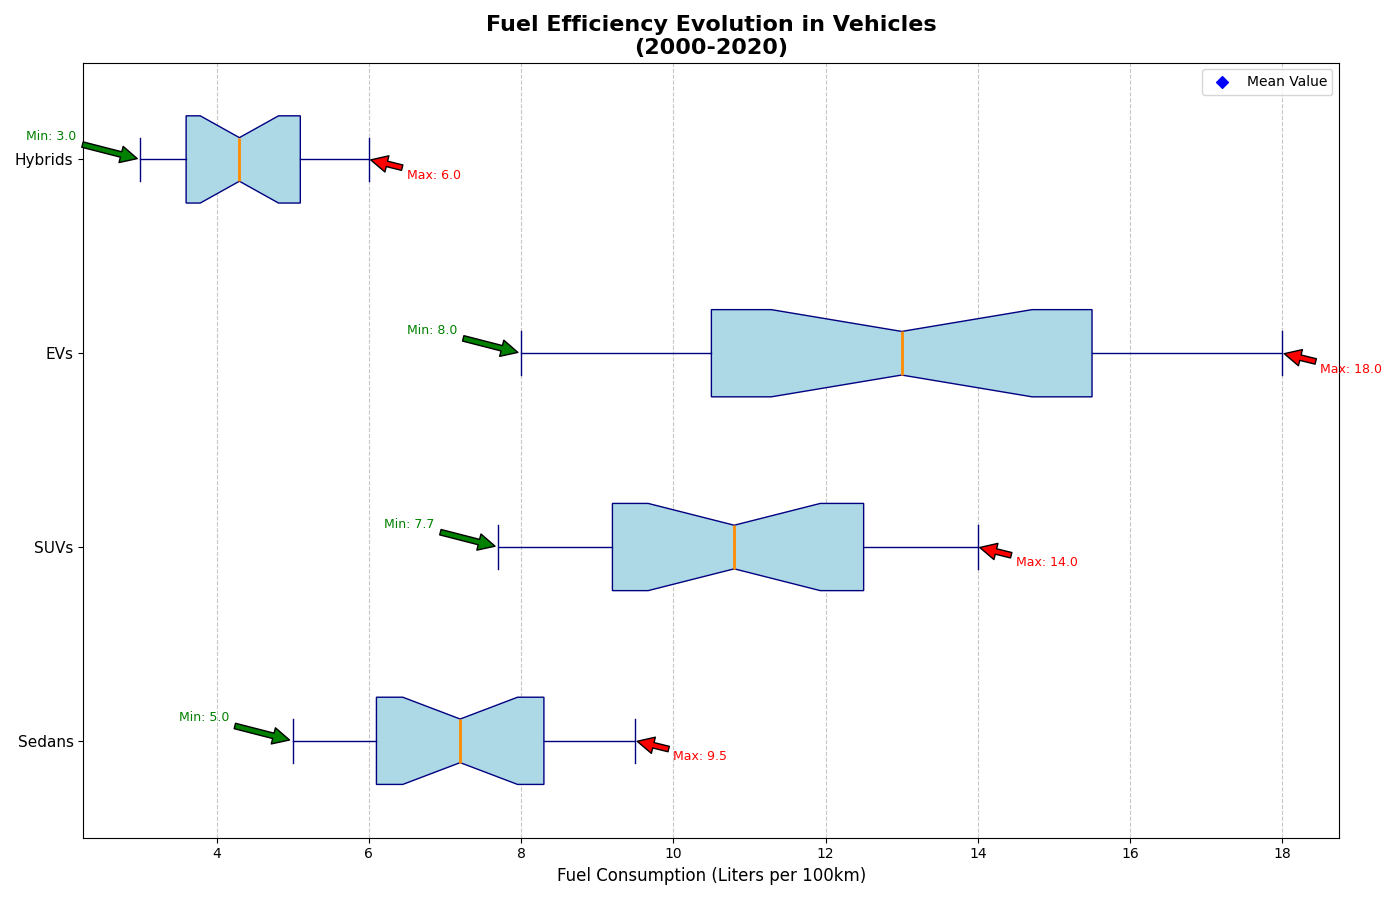 Fuel Efficiency Evolution in Vehicles
(2000-2020)
Mean Value
Min: 3.0
Hybrids
Max: 6.0
Min: 8.0
EVs
Max: 18.0
Min: 7.7
SUVs
Max: 14.0
Min: 5.0
Sedans
Max: 9.5
4 6 8 10 12 14 16 18
Fuel Consumption (Liters per 100km)